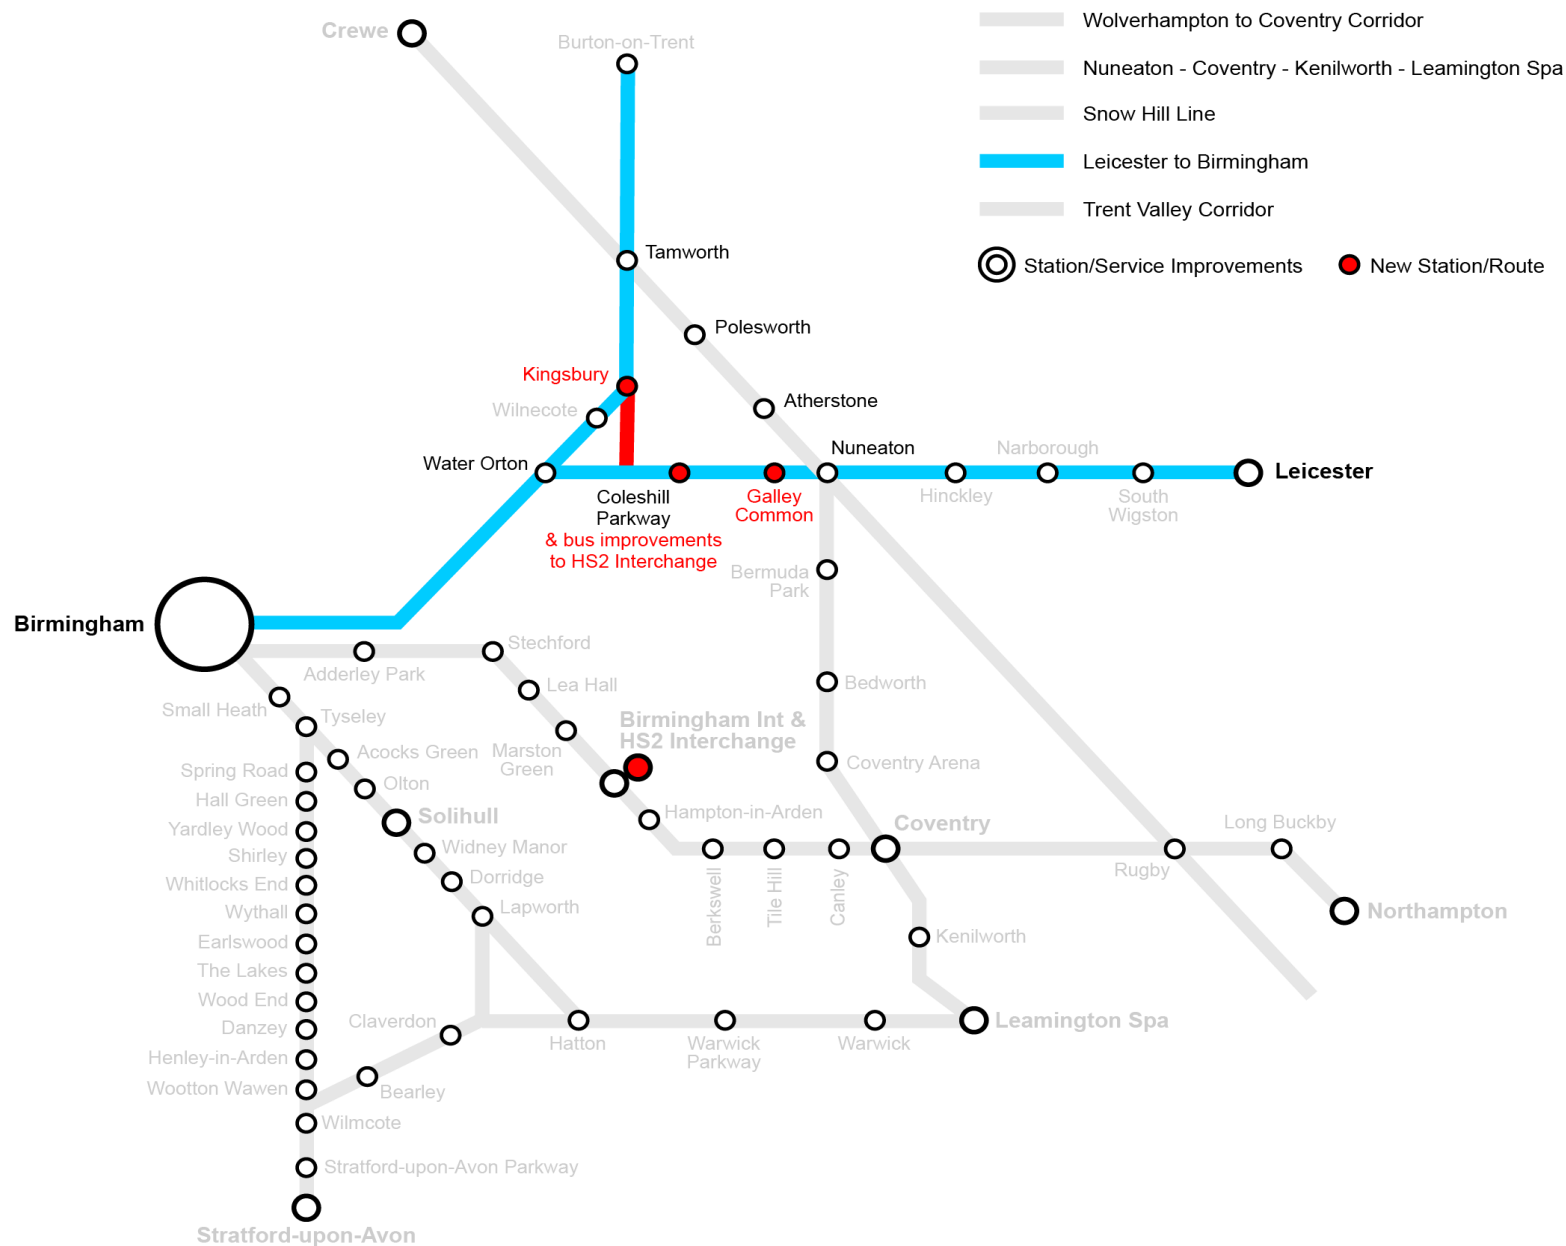 Crewe
Burton-on-Trent
Wolverhampton to Coventry Corridor
Nuneaton - Coventry - Kenilworth - Leamington Spa
Snow Hill Line
Leicester to Birmingham
Trent Valley Corridor
Station/Service Improvements
New Station/Route
Tamworth
Polesworth
Kingsbury
Atherstone
Wilnecote
Water Orton
Nuneaton
Narborough
Leicester
Coleshill
Parkway
& bus improvements
to HS2 Interchange
Galley
Common
Hinckley
South
Wigston
Bermuda
Park
Birmingham
Stechford
Adderley Park
Lea Hall
Bedworth
Small Heath
Tyseley
Birmingham Int &
HS2 Interchange
Marston
Green
Acocks Green
Coventry Arena
Spring Road
Olton
Hall Green
Solihull
Hampton-in-Arden
Coventry
Long Buckby
Yardley Wood
Widney Manor
Shirley
Rugby
Dorridge
Whitlocks End
Berkswell
Tile Hill
Canley
Lapworth
Wythall
Northampton
Earlswood
Kenilworth
The Lakes
Wood End
Claverdon
Danzey
Leamington Spa
Hatton
Warwick
Parkway
Warwick
Henley-in-Arden
Wootton Wawen
Bearley
Wilmcote
Stratford-upon-Avon Parkway
Stratford-upon-Avon